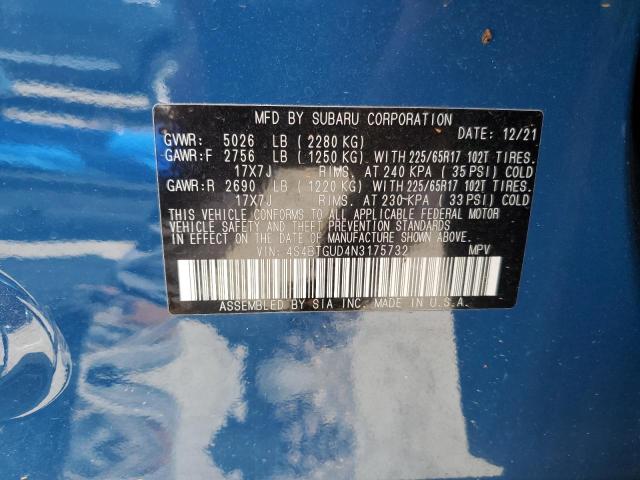 MFD BY SUBARU CORPORATION
DATE: 12/21
GVWR: 5026 LB (2280 KG)
GAWR:F 2756 LB (1250 KG) WITH 225/65R17 102T TIRES.
17X7J RIMS. AT 240 KPA (35 PSI) COLD
GAWR:R 2690 LB (1220 KG) WITH 225/65R17 102T TIRES.
17X7J RIMS. AT 230 KPA (33 PSI) COLD
THIS VEHICLE CONFORMS TO ALL APPLICABLE FEDERAL MOTOR
VEHICLE SAFETY AND THEFT PREVENTION STANDARDS
IN EFFECT ON THE DATE OF MANUFACTURE SHOWN ABOVE.
VIN: 4S4BTGUD4N3175732 MPV
ASSEMBLED BY SIA INC. MADE IN U.S.A.